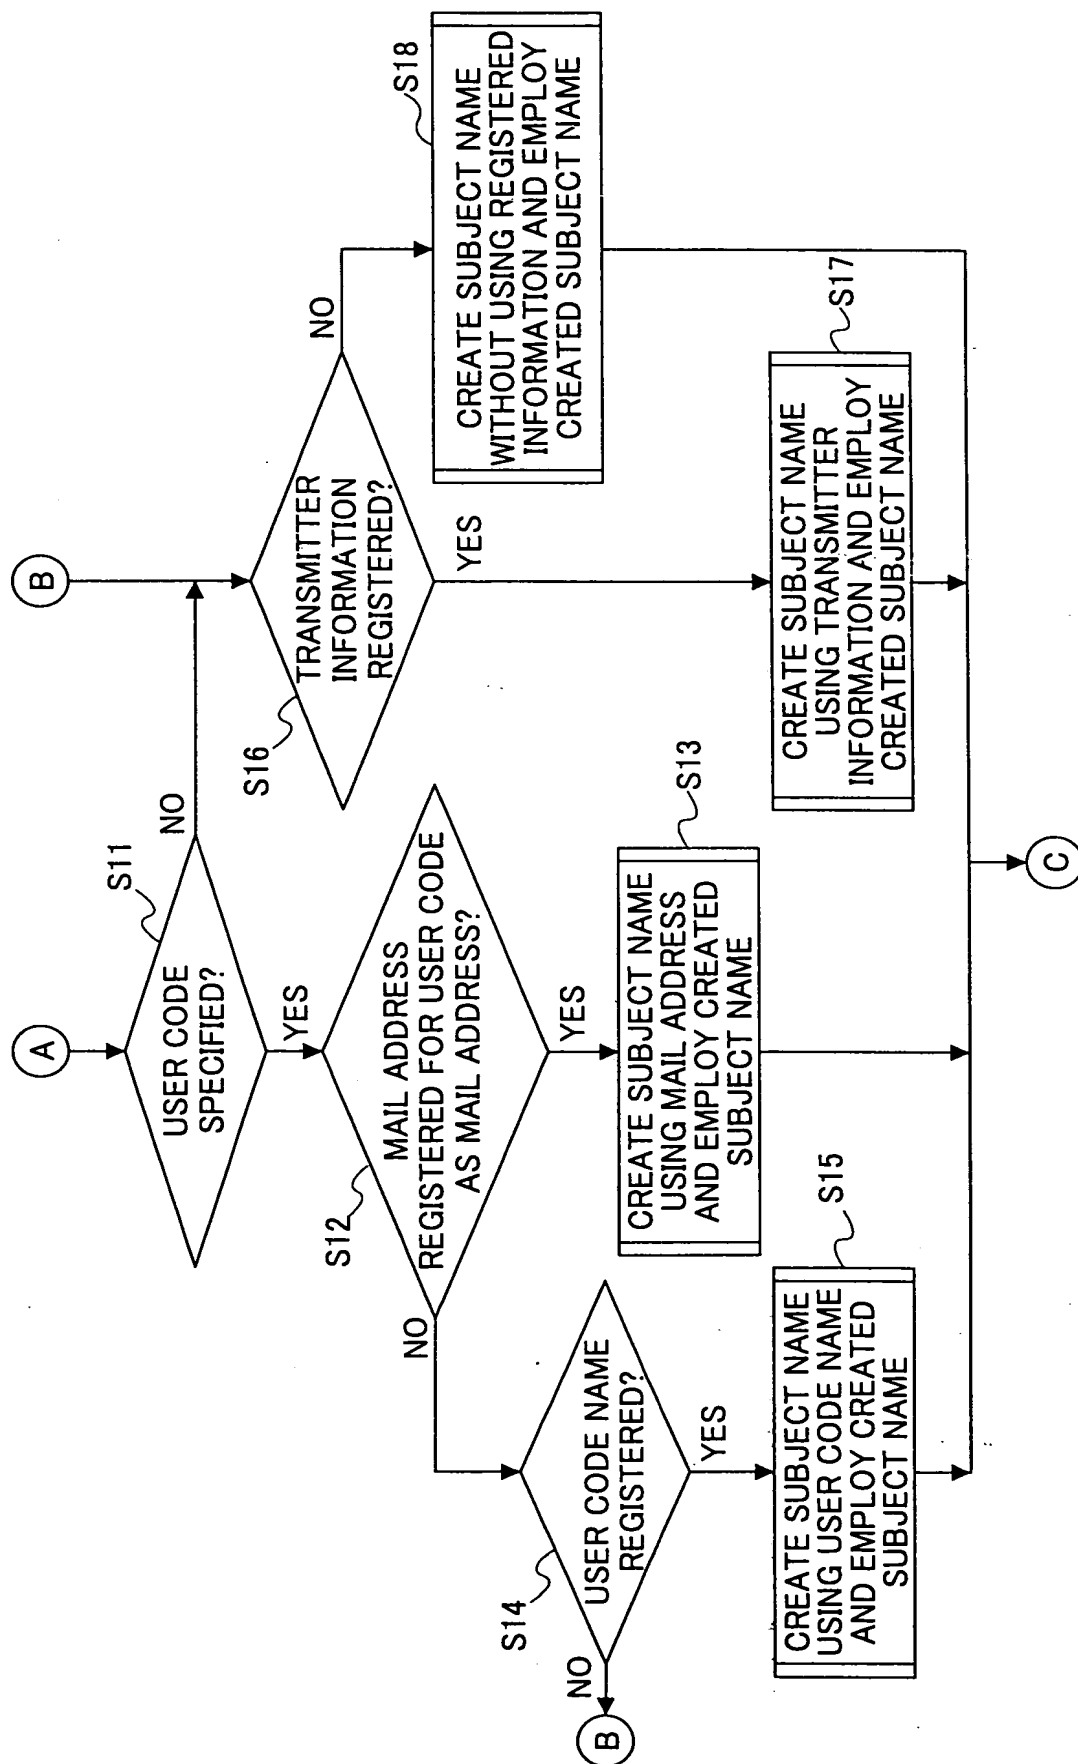 A
USER CODE
SPECIFIED?
S11
NO
YES
MAIL ADDRESS
REGISTERED FOR USER CODE
AS MAIL ADDRESS?
S12
NO
YES
CREATE SUBJECT NAME
USING MAIL ADDRESS
AND EMPLOY CREATED
SUBJECT NAME
S13
USER CODE NAME
REGISTERED?
S14
NO
B
YES
CREATE SUBJECT NAME
USING USER CODE NAME
AND EMPLOY CREATED
SUBJECT NAME
S15
B
TRANSMITTER
INFORMATION
REGISTERED?
S16
NO
YES
CREATE SUBJECT NAME
USING TRANSMITTER
INFORMATION AND EMPLOY
CREATED SUBJECT NAME
S17
CREATE SUBJECT NAME
WITHOUT USING REGISTERED
INFORMATION AND EMPLOY
CREATED SUBJECT NAME
S18
C